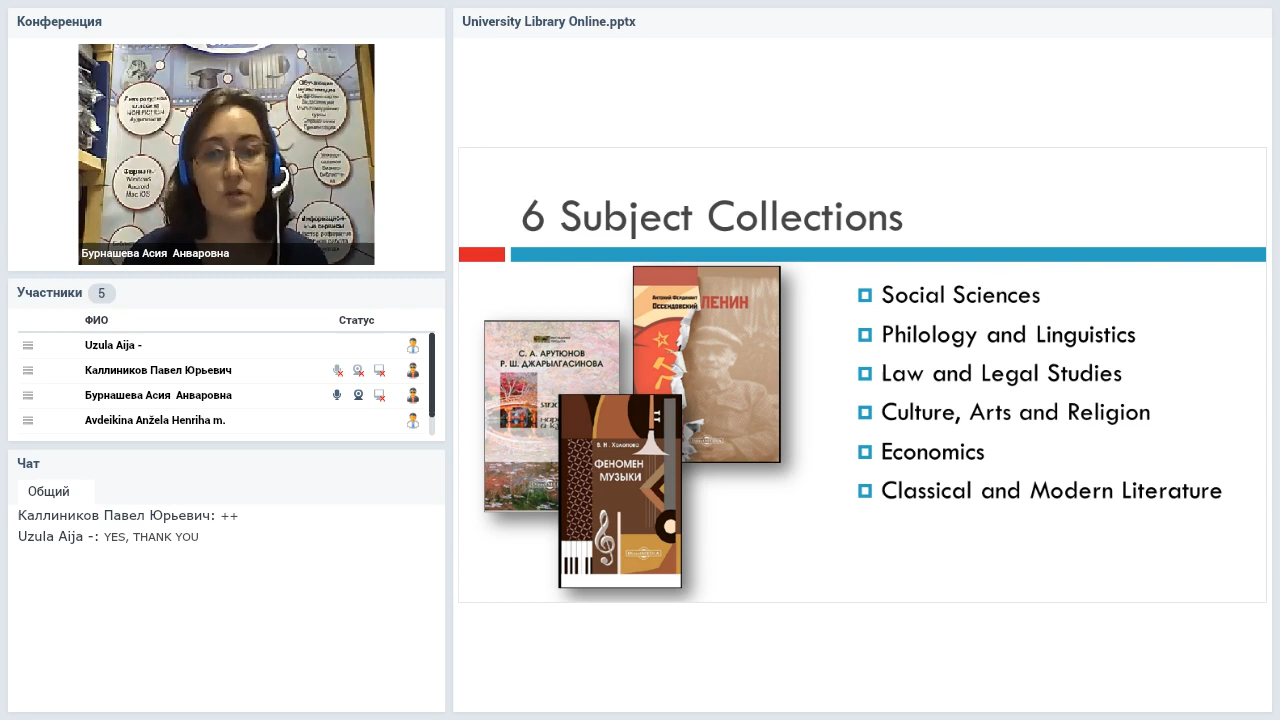 Конференция
Бурнашева Асия Анваровна
Участники 5
ФИО Статус
Uzula Aija -
Каллиников Павел Юрьевич
Бурнашева Асия Анваровна
Avdeikina Anžela Henriha m.
Чат
Общий
Каллиников Павел Юрьевич: ++
Uzula Aija -: YES, THANK YOU
University Library Online.pptx
6 Subject Collections
Антоний Фердинанд
Оссендовский
ЛЕНИН
С. А. АРУТЮНОВ
Р. Ш. ДЖАРЫЛГАСИНОВА
В. Н. Холопова
ФЕНОМЕН
МУЗЫКИ
Social Sciences
Philology and Linguistics
Law and Legal Studies
Culture, Arts and Religion
Economics
Classical and Modern Literature